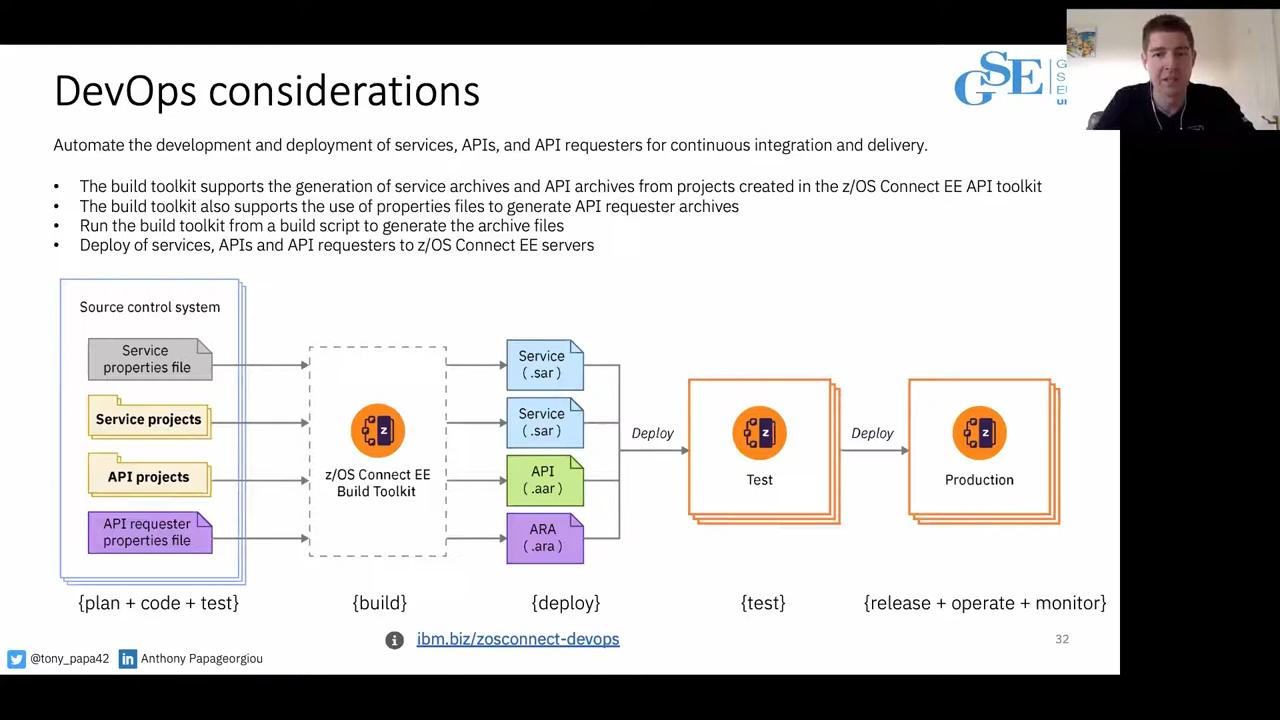 DevOps considerations
GSE
G
S
E
UI
Automate the development and deployment of services, APIs, and API requesters for continuous integration and delivery.
• The build toolkit supports the generation of service archives and API archives from projects created in the z/OS Connect EE API toolkit
• The build toolkit also supports the use of properties files to generate API requester archives
• Run the build toolkit from a build script to generate the archive files
• Deploy of services, APIs and API requesters to z/OS Connect EE servers
Source control system
Service
properties file
Service projects
API projects
API requester
properties file
z
z/OS Connect EE
Build Toolkit
Service
( .sar )
Service
( .sar )
API
( .aar )
ARA
( .ara )
Deploy
z
Test
Deploy
z
Production
{plan + code + test}
{build}
{deploy}
{test}
{release + operate + monitor}
i ibm.biz/zosconnect-devops
32
@tony_papa42
in Anthony Papageorgiou